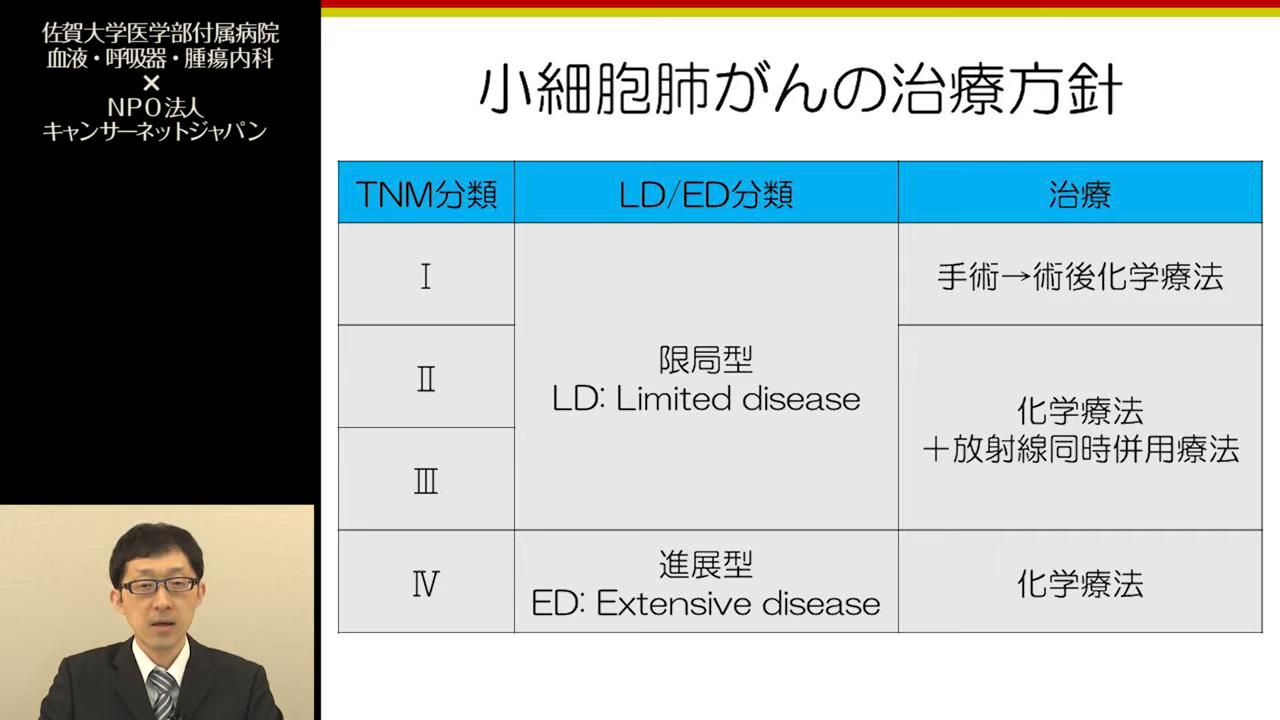 佐賀大学医学部付属病院
血液・呼吸器・腫瘍内科
×
NPO法人
キャンサーネットジャパン
小細胞肺がんの治療方針
TNM分類
LD/ED分類
治療
Ⅰ
手術→術後化学療法
Ⅱ
限局型
LD: Limited disease
化学療法
＋放射線同時併用療法
Ⅲ
Ⅳ
進展型
ED: Extensive disease
化学療法